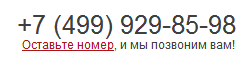 +7 (499) 929-85-98
Оставьте номер, и мы позвоним вам!